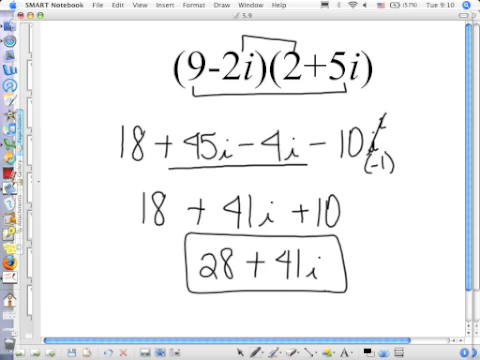 SMART Notebook File Edit View Insert Format Draw Window Help (57%) Tue 9:10
5.9
(9-2i)(2+5i)
18 + 45i - 4i - 10i²
(-1)
18 + 41i + 10
28 + 41i